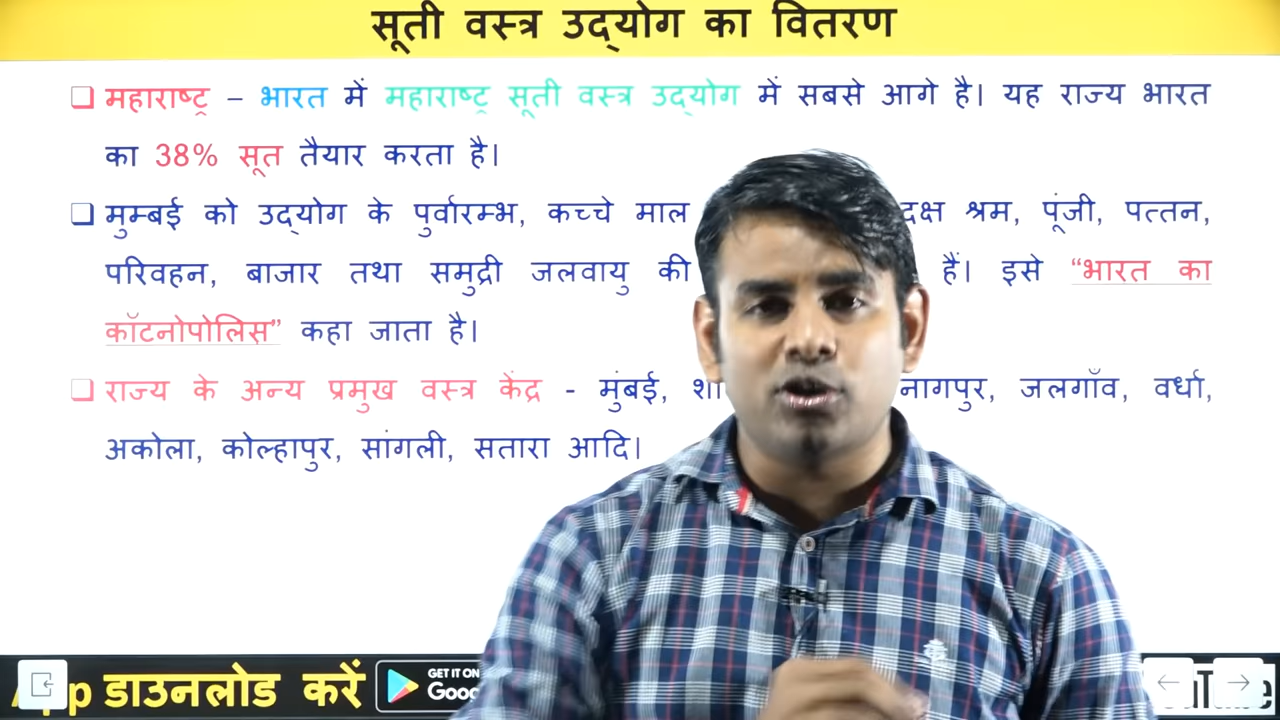 सूती वस्त्र उद्योग का वितरण
महाराष्ट्र – भारत में महाराष्ट्र सूती वस्त्र उद्योग में सबसे आगे है। यह राज्य भारत
का 38% सूत तैयार करता है।
मुम्बई को उद्योग के पुर्वारम्भ, कच्चे माल दक्ष श्रम, पूंजी, पत्तन,
परिवहन, बाजार तथा समुद्री जलवायु की हैं। इसे “भारत का
कॉटनोपोलिस” कहा जाता है।
राज्य के अन्य प्रमुख वस्त्र केंद्र - मुंबई, नागपुर, जलगाँव, वर्धा,
अकोला, कोल्हापुर, सांगली, सतारा आदि।
App डाउनलोड करें GET IT ON